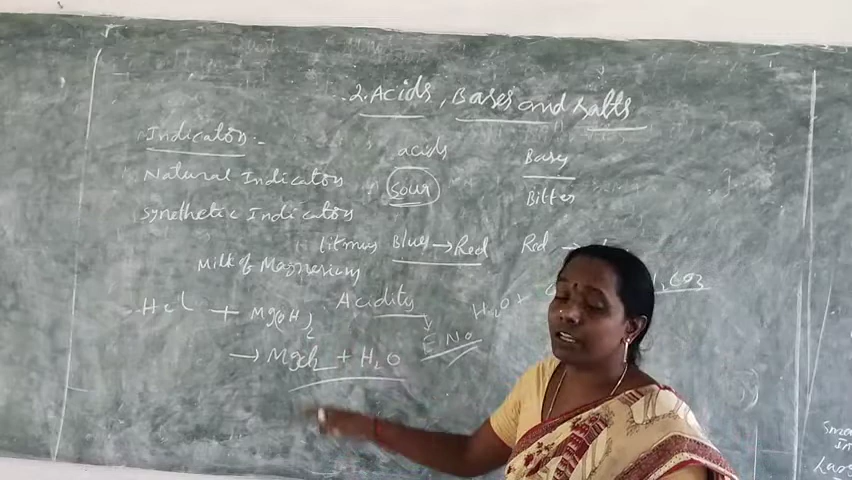 2. Acids, Bases and Salts
Indicators :-
acids
Bases
Natural Indicators
sour
Bitter
Synthetic Indicators
litmus Blue → Red
Red →
Milk of Magnesium
Acidity
H₂O +
HCl + Mg(OH)₂
ENO
→ MgCl₂ + H₂O